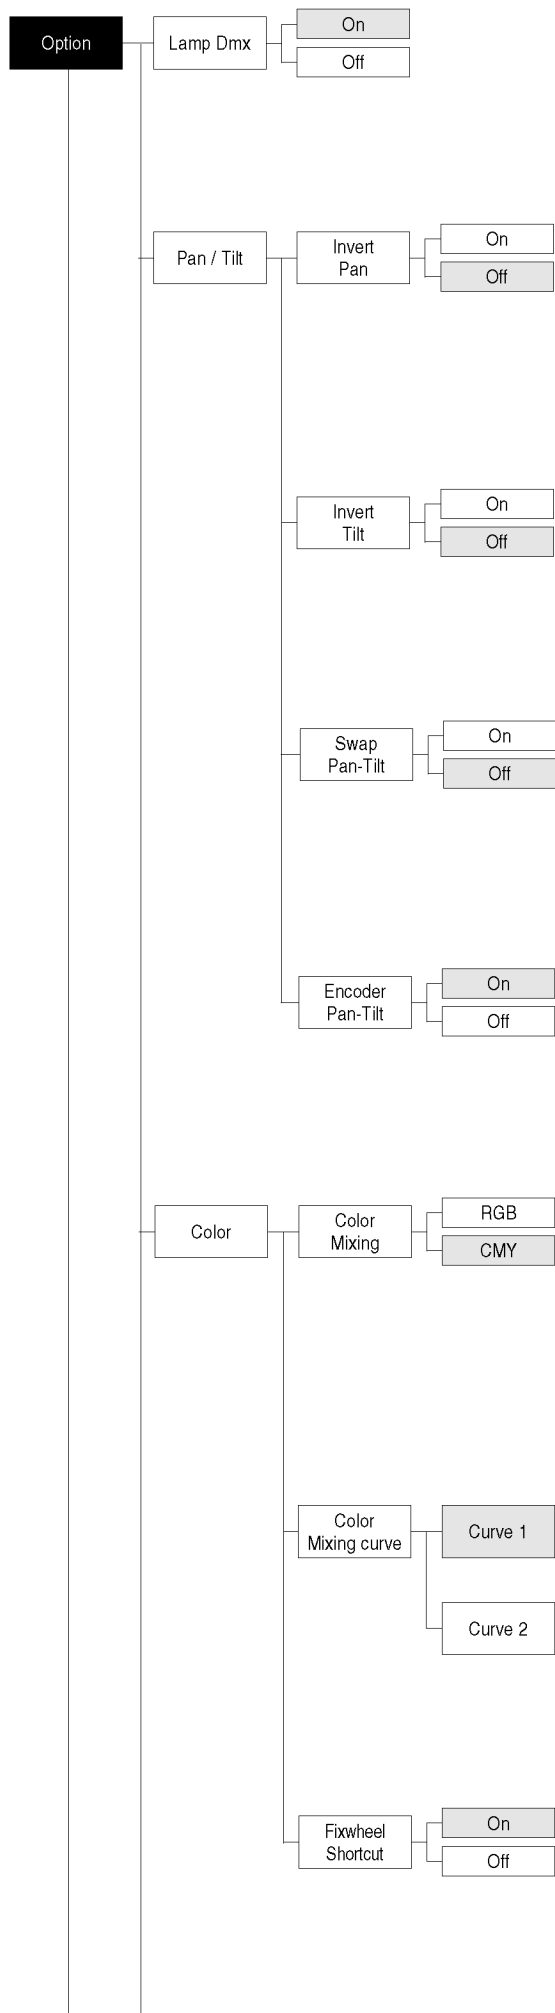 Option
Lamp Dmx
On
Off
Pan / Tilt
Invert
Pan
On
Off
Invert
Tilt
On
Off
Swap
Pan-Tilt
On
Off
Encoder
Pan-Tilt
On
Off
Color
Color
Mixing
RGB
CMY
Color
Mixing curve
Curve 1
Curve 2
Fixwheel
Shortcut
On
Off